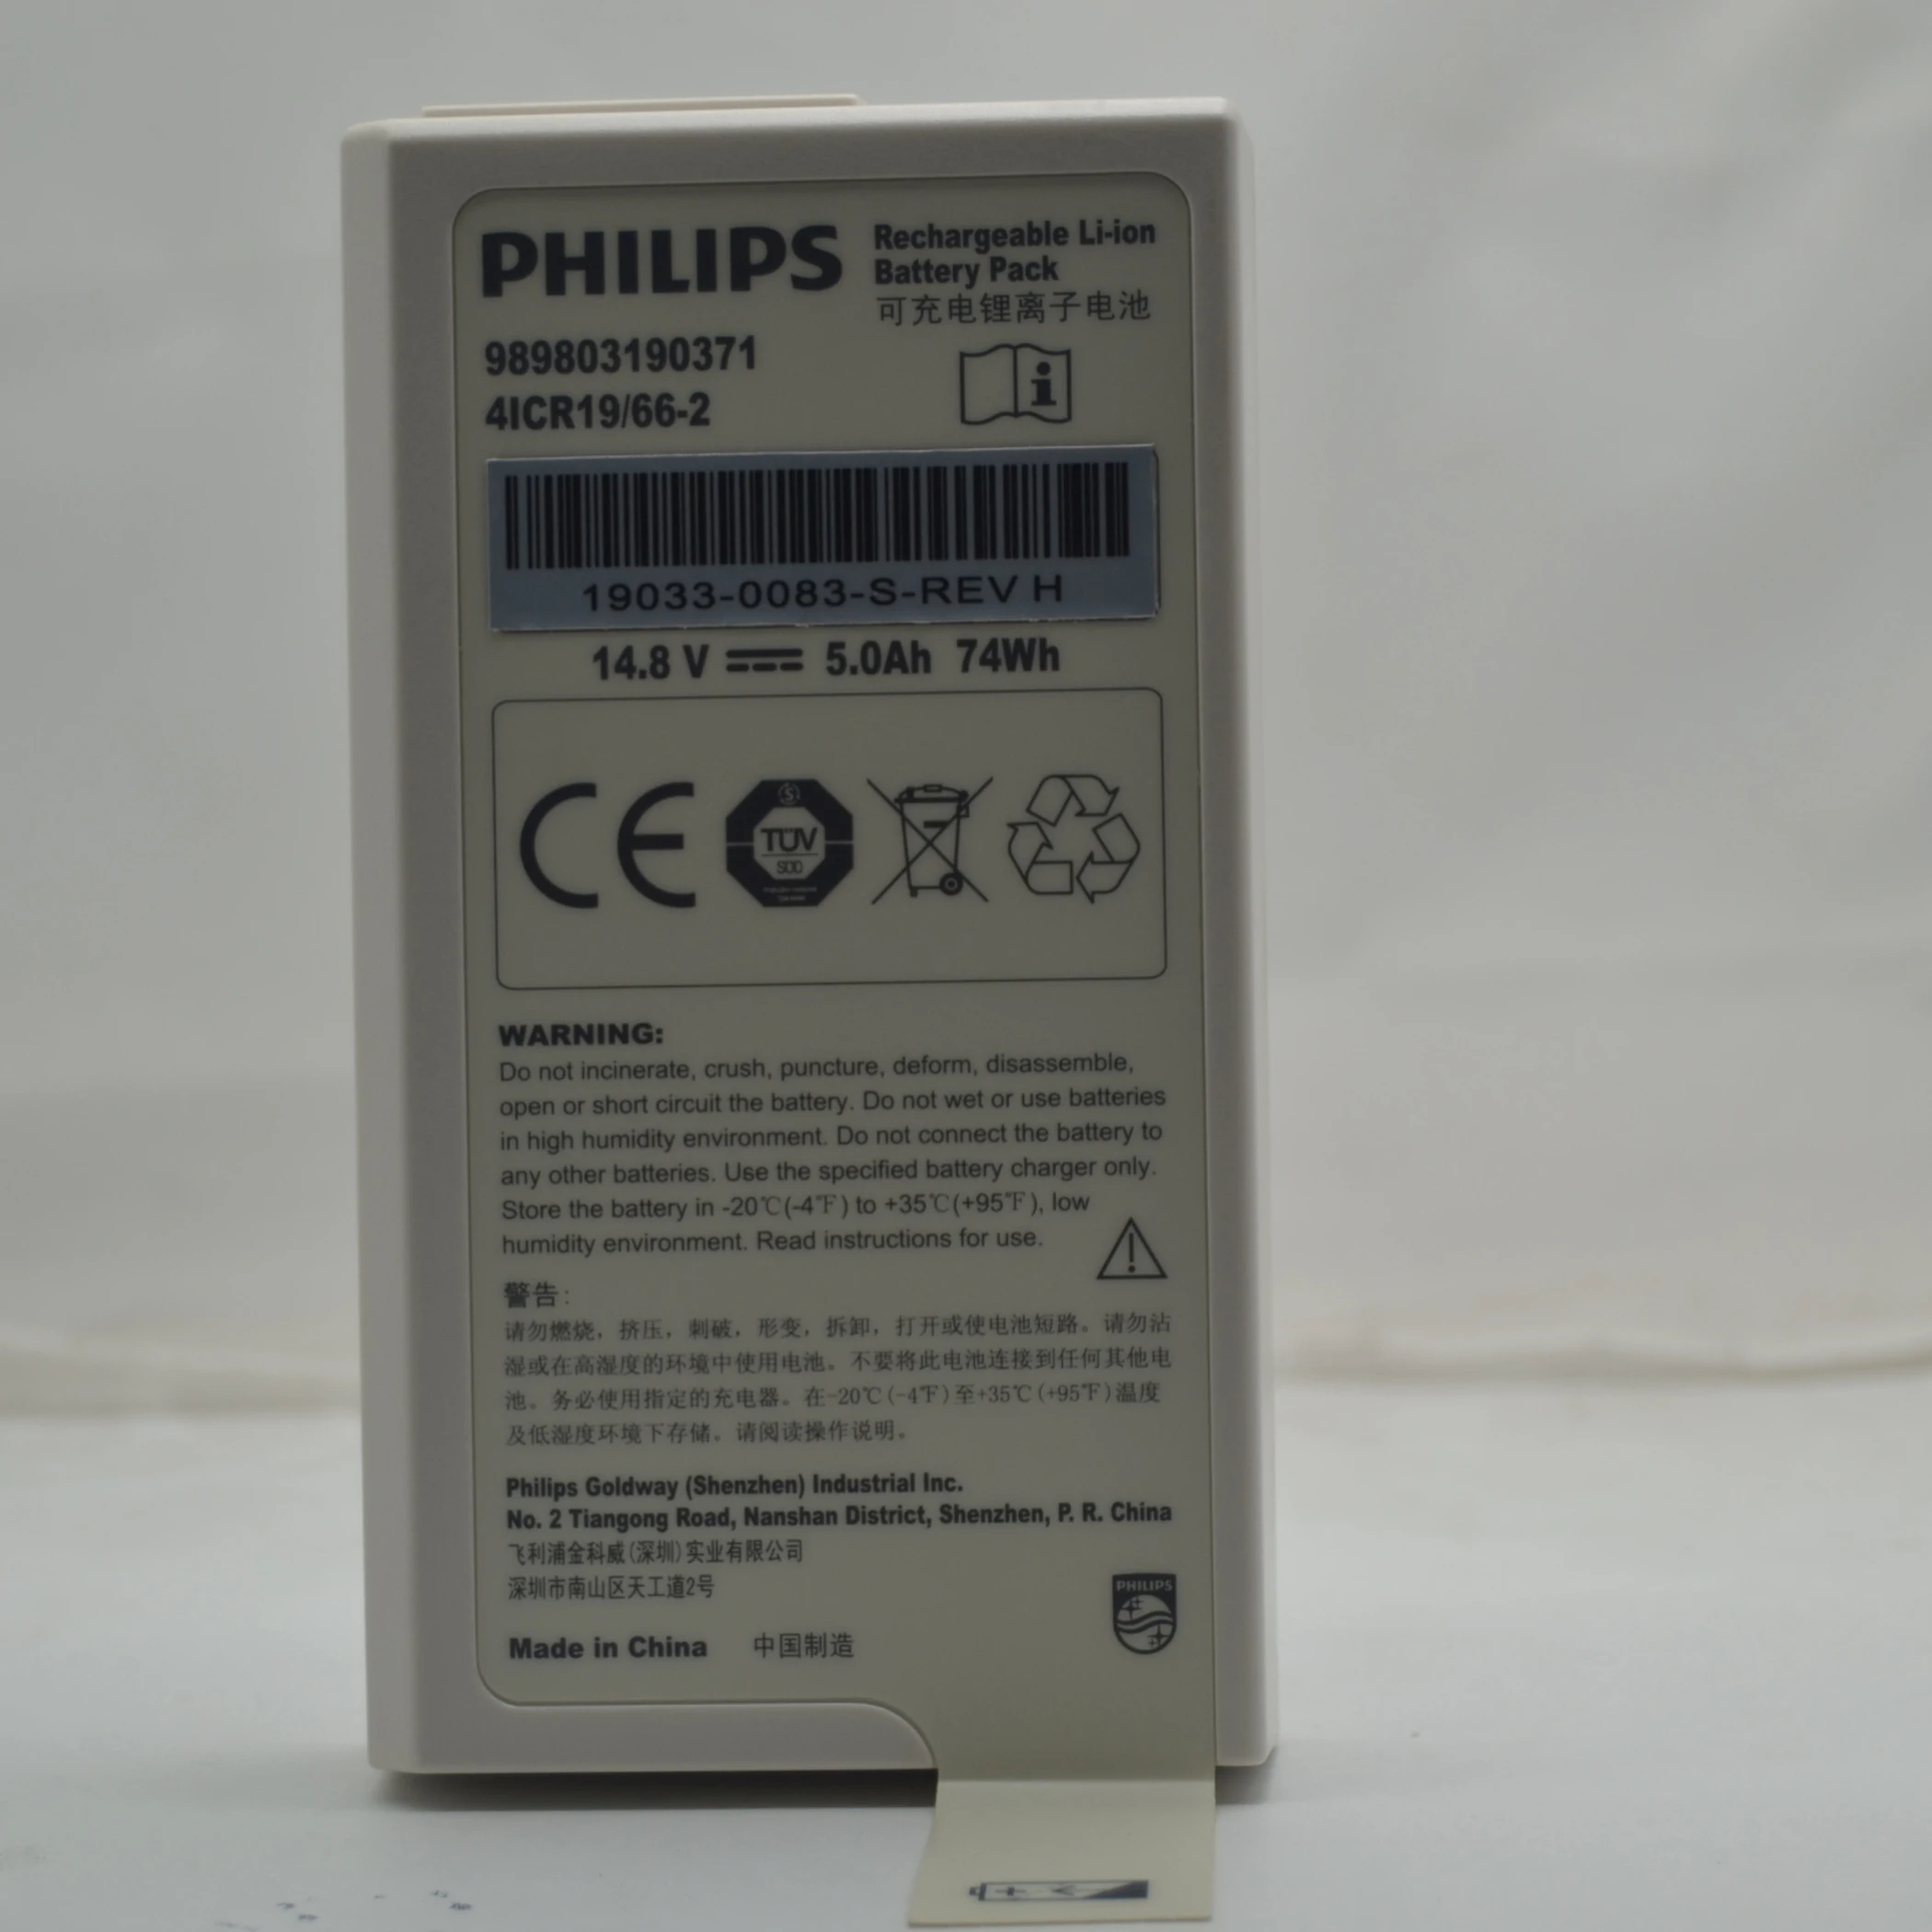 PHILIPS
Rechargeable Li-ion
Battery Pack
可充电锂离子电池
989803190371
4ICR19/66-2
19033-0083-S-REV H
14.8 V 5.0Ah 74Wh
CE
TÜV
SÜD
WARNING:
Do not incinerate, crush, puncture, deform, disassemble,
open or short circuit the battery. Do not wet or use batteries
in high humidity environment. Do not connect the battery to
any other batteries. Use the specified battery charger only.
Store the battery in -20℃(-4℉) to +35℃(+95℉), low
humidity environment. Read instructions for use.
警告:
请勿燃烧，挤压，刺破，形变，拆卸，打开或使电池短路。请勿沾
湿或在高湿度的环境中使用电池。不要将此电池连接到任何其他电
池。务必使用指定的充电器。在-20℃(-4℉)至+35℃(+95℉)温度
及低湿度环境下存储。请阅读操作说明。
Philips Goldway (Shenzhen) Industrial Inc.
No. 2 Tiangong Road, Nanshan District, Shenzhen, P. R. China
飞利浦金科威(深圳)实业有限公司
深圳市南山区天工道2号
Made in China 中国制造
PHILIPS